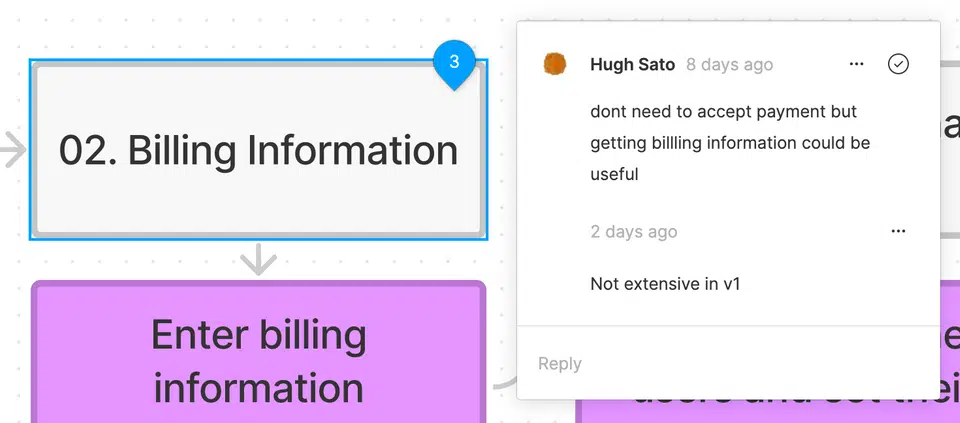 3
02. Billing Information
Enter billing
information
Hugh Sato 8 days ago
dont need to accept payment but
getting billling information could be
useful
2 days ago
Not extensive in v1
Reply